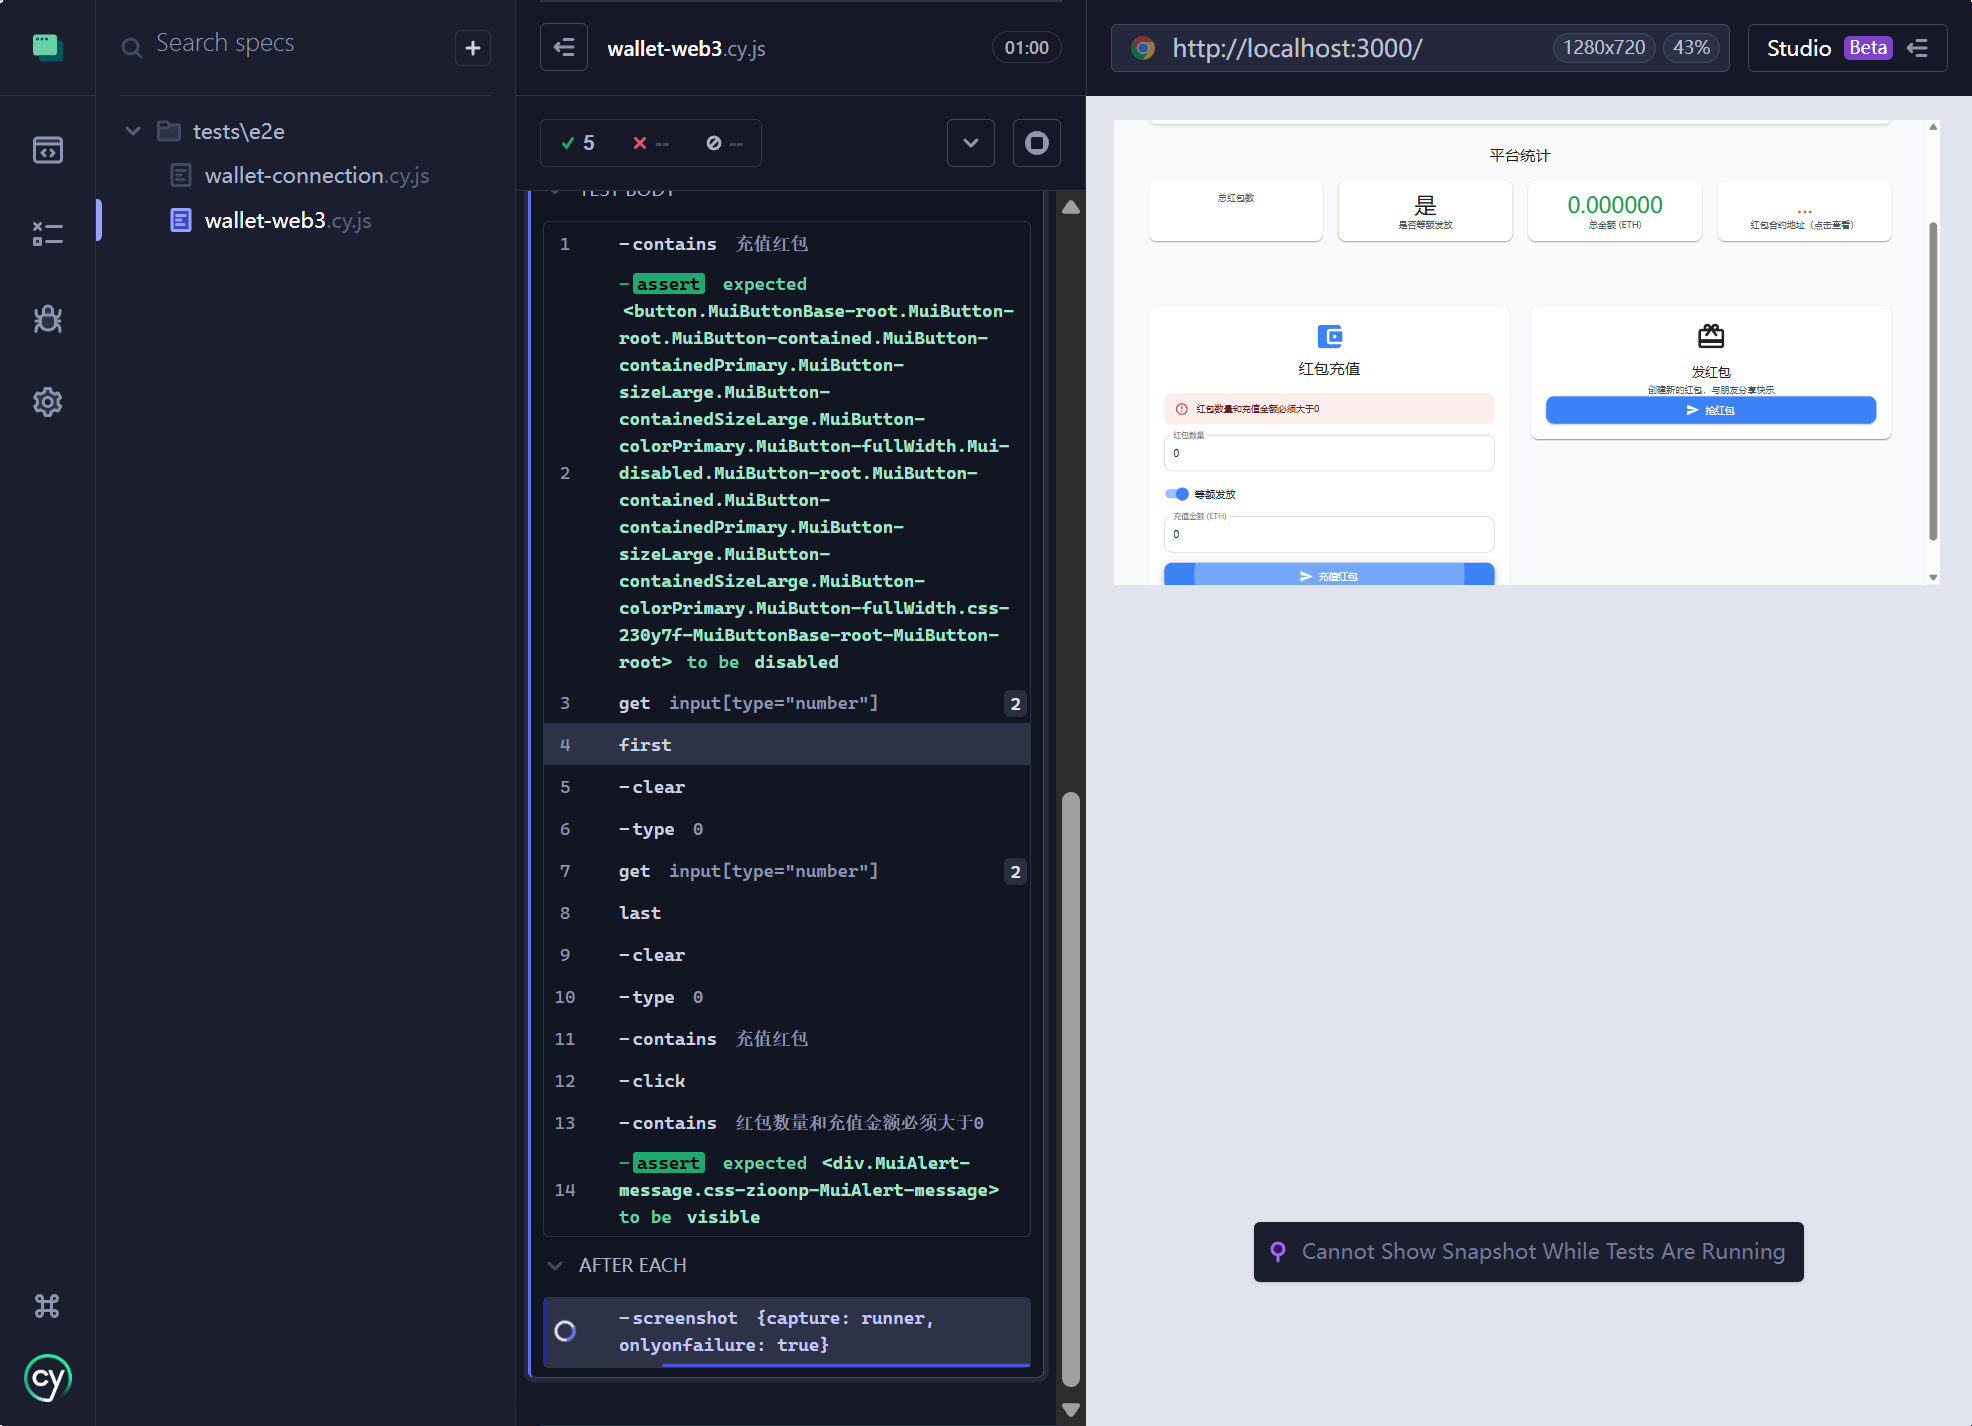 Search specs
tests\e2e
wallet-connection.cy.js
wallet-web3.cy.js
cy
wallet-web3.cy.js
01:00
5
--
--
TEST BODY
1 -contains 充值红包
2 -assert expected
<button.MuiButtonBase-root.MuiButton-
root.MuiButton-contained.MuiButton-
containedPrimary.MuiButton-
sizeLarge.MuiButton-
containedSizeLarge.MuiButton-
colorPrimary.MuiButton-fullWidth.Mui-
disabled.MuiButton-root.MuiButton-
contained.MuiButton-
containedPrimary.MuiButton-
sizeLarge.MuiButton-
containedSizeLarge.MuiButton-
colorPrimary.MuiButton-fullWidth.css-
230y7f-MuiButtonBase-root-MuiButton-
root> to be disabled
3 get input[type="number"] 2
4 first
5 -clear
6 -type 0
7 get input[type="number"] 2
8 last
9 -clear
10 -type 0
11 -contains 充值红包
12 -click
13 -contains 红包数量和充值金额必须大于0
14 -assert expected <div.MuiAlert-
message.css-zioonp-MuiAlert-message>
to be visible
AFTER EACH
-screenshot {capture: runner,
onlyonfailure: true}
http://localhost:3000/
1280x720
43%
Studio Beta
平台统计
总红包数
是
是否等额发放
0.000000
总金额 (ETH)
...
红包合约地址（点击查看）
红包充值
红包数量和充值金额必须大于0
红包数量
0
等额发放
充值金额 (ETH)
0
充值红包
发红包
创建新的红包，与朋友分享快乐
抢红包
Cannot Show Snapshot While Tests Are Running